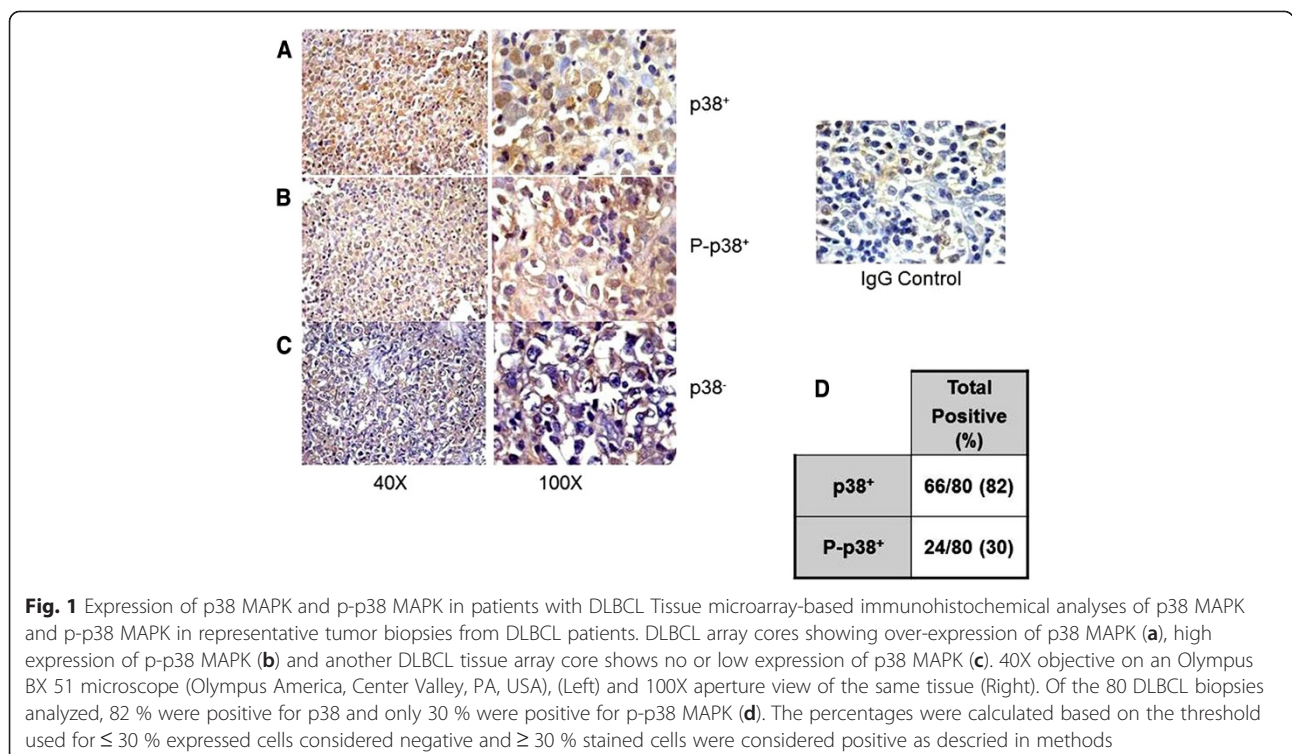 A
p38⁺
B
P-p38⁺
IgG Control
C
p38⁻
40X 100X
D
Total
Positive
(%)
p38⁺ 66/80 (82)
P-p38⁺ 24/80 (30)
Fig. 1 Expression of p38 MAPK and p-p38 MAPK in patients with DLBCL Tissue microarray-based immunohistochemical analyses of p38 MAPK
and p-p38 MAPK in representative tumor biopsies from DLBCL patients. DLBCL array cores showing over-expression of p38 MAPK (a), high
expression of p-p38 MAPK (b) and another DLBCL tissue array core shows no or low expression of p38 MAPK (c). 40X objective on an Olympus
BX 51 microscope (Olympus America, Center Valley, PA, USA), (Left) and 100X aperture view of the same tissue (Right). Of the 80 DLBCL biopsies
analyzed, 82 % were positive for p38 and only 30 % were positive for p-p38 MAPK (d). The percentages were calculated based on the threshold
used for ≤ 30 % expressed cells considered negative and ≥ 30 % stained cells were considered positive as descried in methods